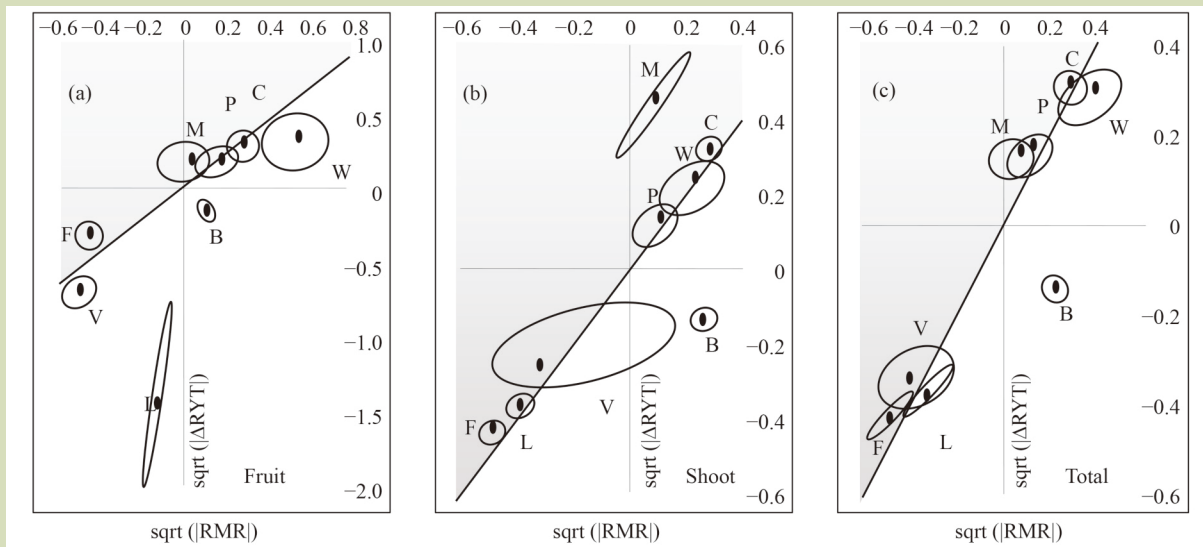 −0.6 −0.4 −0.2 0 0.2 0.4 0.6 0.8
1.0
0.5
0
−0.5
−1.0
−1.5
−2.0
(a)
P
C
M
W
F
B
V
L
sqrt (|ΔRYT|)
Fruit
sqrt (|RMR|)
−0.6 −0.4 −0.2 0 0.2 0.4
0.6
0.4
0.2
0
−0.2
−0.4
−0.6
(b)
M
C
W
P
B
V
F
L
sqrt (|ΔRYT|)
Shoot
sqrt (|RMR|)
−0.6 −0.4 −0.2 0 0.2 0.4
0.4
0.2
0
−0.2
−0.4
−0.6
(c)
C
P
M
W
B
V
F
L
sqrt (|ΔRYT|)
Total
sqrt (|RMR|)